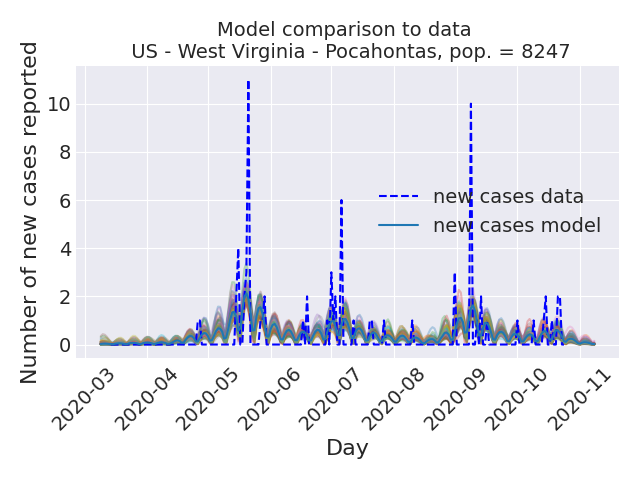 Model comparison to data
US - West Virginia - Pocahontas, pop. = 8247
Number of new cases reported
10
8
6
4
2
0
new cases data
new cases model
2020-03
2020-04
2020-05
2020-06
2020-07
2020-08
2020-09
2020-10
2020-11
Day